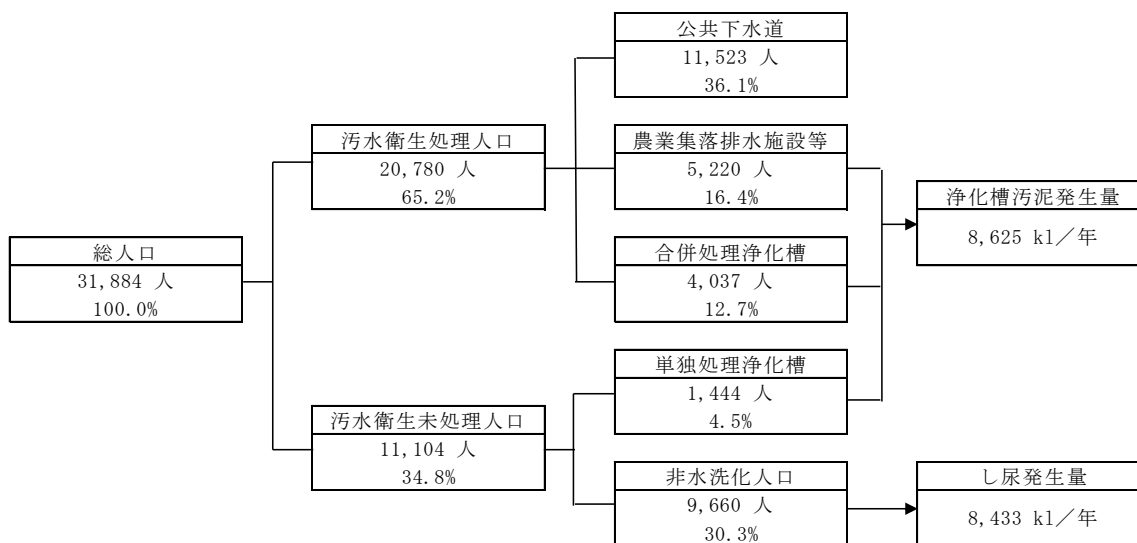 公共下水道
11,523 人
36.1%
汚水衛生処理人口
20,780 人
65.2%
農業集落排水施設等
5,220 人
16.4%
浄化槽汚泥発生量
8,625 kl／年
総人口
31,884 人
100.0%
合併処理浄化槽
4,037 人
12.7%
単独処理浄化槽
1,444 人
4.5%
汚水衛生未処理人口
11,104 人
34.8%
非水洗化人口
9,660 人
30.3%
し尿発生量
8,433 kl／年